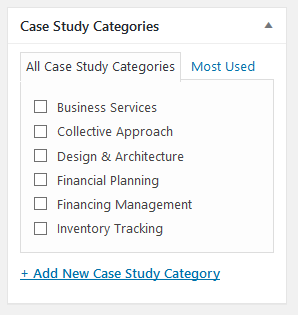 Case Study Categories
All Case Study Categories Most Used
Business Services
Collective Approach
Design & Architecture
Financial Planning
Financing Management
Inventory Tracking
+ Add New Case Study Category